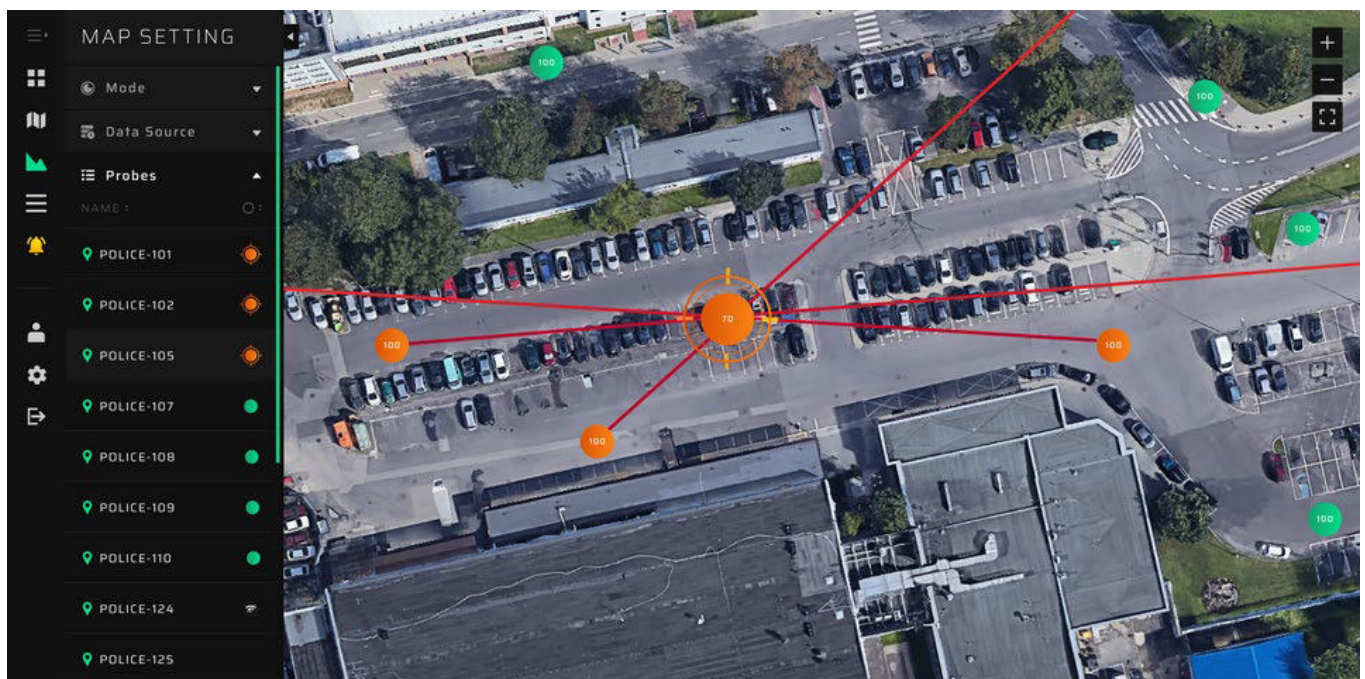 MAP SETTING
Mode
Data Source
Probes
NAME
POLICE-101
POLICE-102
POLICE-105
POLICE-107
POLICE-108
POLICE-109
POLICE-110
POLICE-124
POLICE-125
100
100
100
70
100
100
100
100